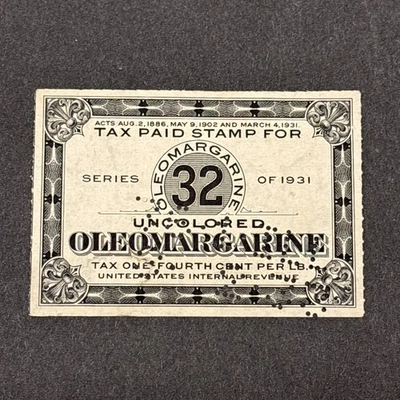 ACTS AUG. 2, 1886, MAY 9, 1902 AND MARCH 4, 1931.
TAX PAID STAMP FOR
OLEOMARGARINE
SERIES 32 OF 1931
UNCOLORED
OLEOMARGARINE
TAX ONE-FOURTH CENT PER LB.
UNITED STATES INTERNAL REVENUE